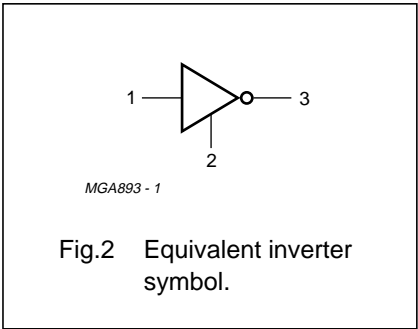 1
3
2
MGA893 - 1
Fig.2 Equivalent inverter
symbol.